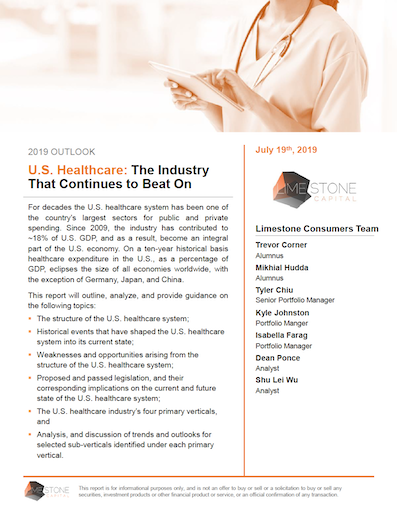 2019 OUTLOOK
U.S. Healthcare: The Industry
That Continues to Beat On
For decades the U.S. healthcare system has been one of
the country's largest sectors for public and private
spending. Since 2009, the industry has contributed to
~18% of U.S. GDP, and as a result, become an integral
part of the U.S. economy. On a ten-year historical basis
healthcare expenditure in the U.S., as a percentage of
GDP, eclipses the size of all economies worldwide, with
the exception of Germany, Japan, and China.
This report will outline, analyze, and provide guidance on
the following topics:
• The structure of the U.S. healthcare system;
• Historical events that have shaped the U.S. healthcare
system into its current state;
• Weaknesses and opportunities arising from the
structure of the U.S. healthcare system;
• Proposed and passed legislation, and their
corresponding implications on the current and future
state of the U.S. healthcare system;
• The U.S. healthcare industry's four primary verticals,
and
• Analysis, and discussion of trends and outlooks for
selected sub-verticals identified under each primary
vertical.
July 19th, 2019
LIMESTONE
CAPITAL
Limestone Consumers Team
Trevor Corner
Alumnus
Mikhial Hudda
Alumnus
Tyler Chiu
Senior Portfolio Manager
Kyle Johnston
Portfolio Manger
Isabella Farag
Portfolio Manager
Dean Ponce
Analyst
Shu Lei Wu
Analyst
LIMESTONE
CAPITAL
This report is for informational purposes only, and is not an offer to buy or sell or a solicitation to buy or sell any
securities, investment products or other financial product or service, or an official confirmation of any transaction.